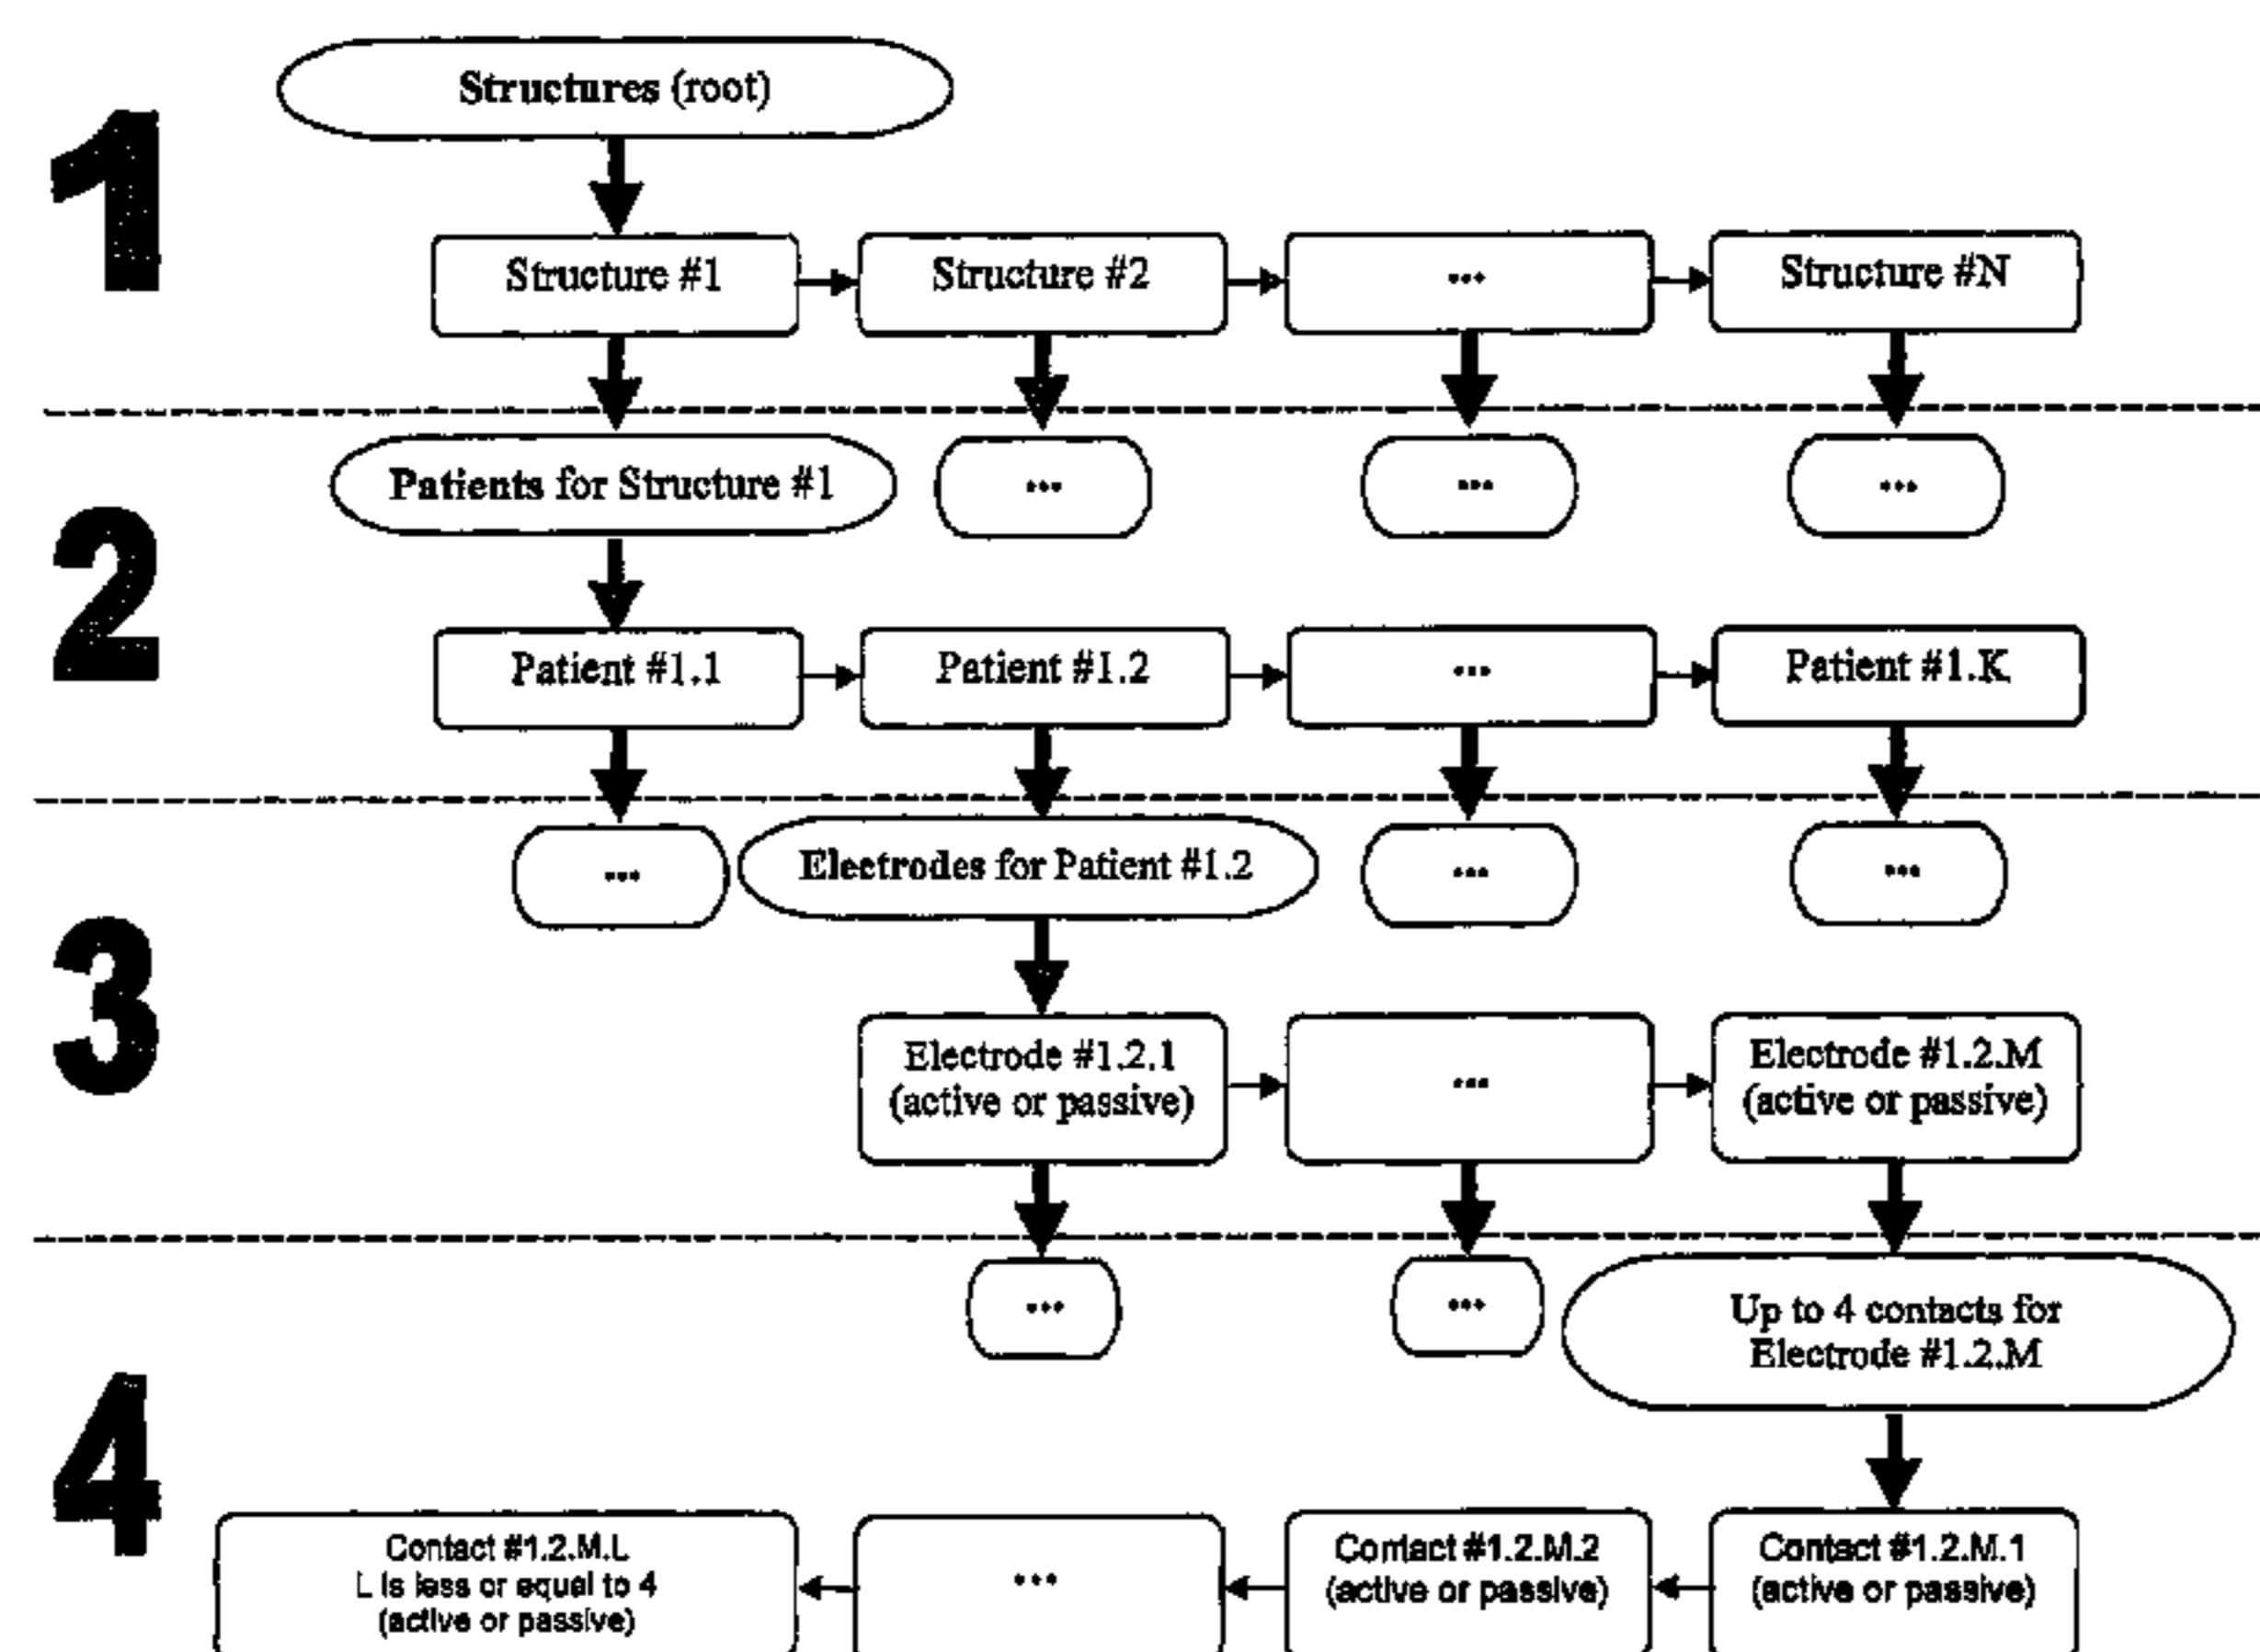 1
Structures (root)
Structure #1
Structure #2
...
Structure #N
2
Patients for Structure #1
...
...
...
Patient #1.1
Patient #1.2
...
Patient #1.K
3
...
Electrodes for Patient #1.2
...
...
Electrode #1.2.1
(active or passive)
...
Electrode #1.2.M
(active or passive)
4
...
...
Up to 4 contacts for
Electrode #1.2.M
Contact #1.2.M.L
L is less or equal to 4
(active or passive)
...
Contact #1.2.M.2
(active or passive)
Contact #1.2.M.1
(active or passive)